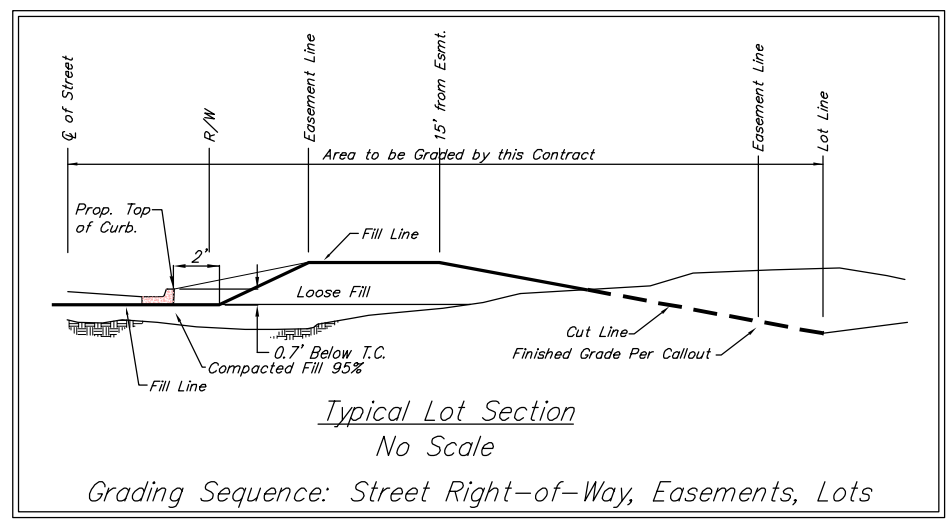 ℄ of Street
R/W
Easement Line
15' from Esmt.
Easement Line
Lot Line
Area to be Graded by this Contract
Prop. Top
of Curb.
2'
Fill Line
Loose Fill
Cut Line
Finished Grade Per Callout
0.7' Below T.C.
Compacted Fill 95%
Fill Line
Typical Lot Section
No Scale
Grading Sequence: Street Right-of-Way, Easements, Lots